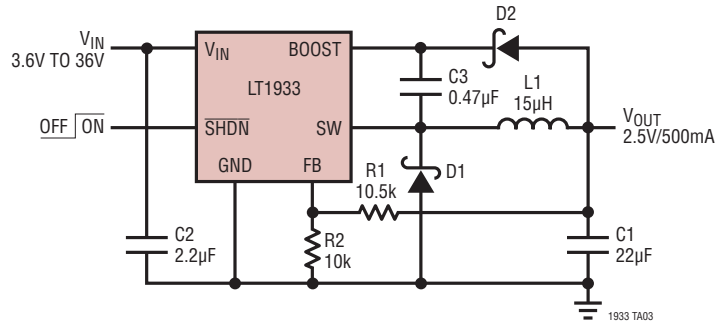 D2
VIN
3.6V TO 36V
VIN
BOOST
LT1933
C3
0.47µF
L1
15µH
OFF ON
SHDN
SW
VOUT
2.5V/500mA
GND
FB
R1
10.5k
D1
R2
10k
C2
2.2µF
C1
22µF
1933 TA03